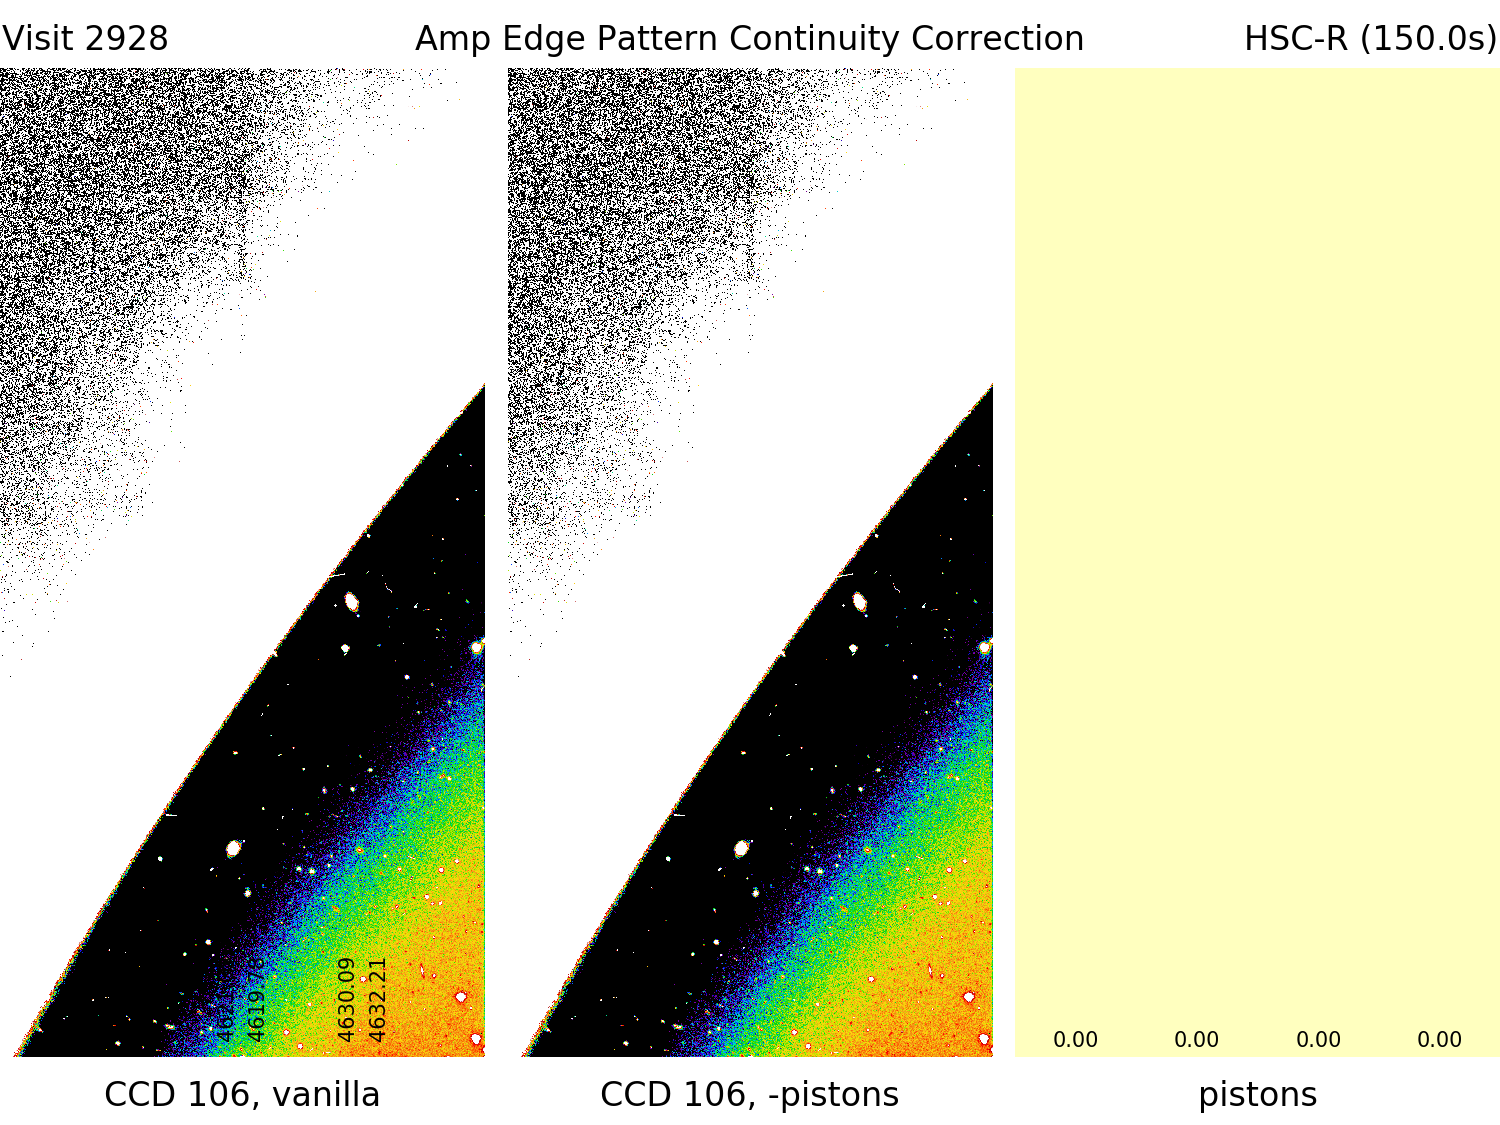 Visit 2928
Amp Edge Pattern Continuity Correction
HSC-R (150.0s)
4619.78
4630.09
4632.21
0.00
0.00
0.00
0.00
CCD 106, vanilla
CCD 106, -pistons
pistons